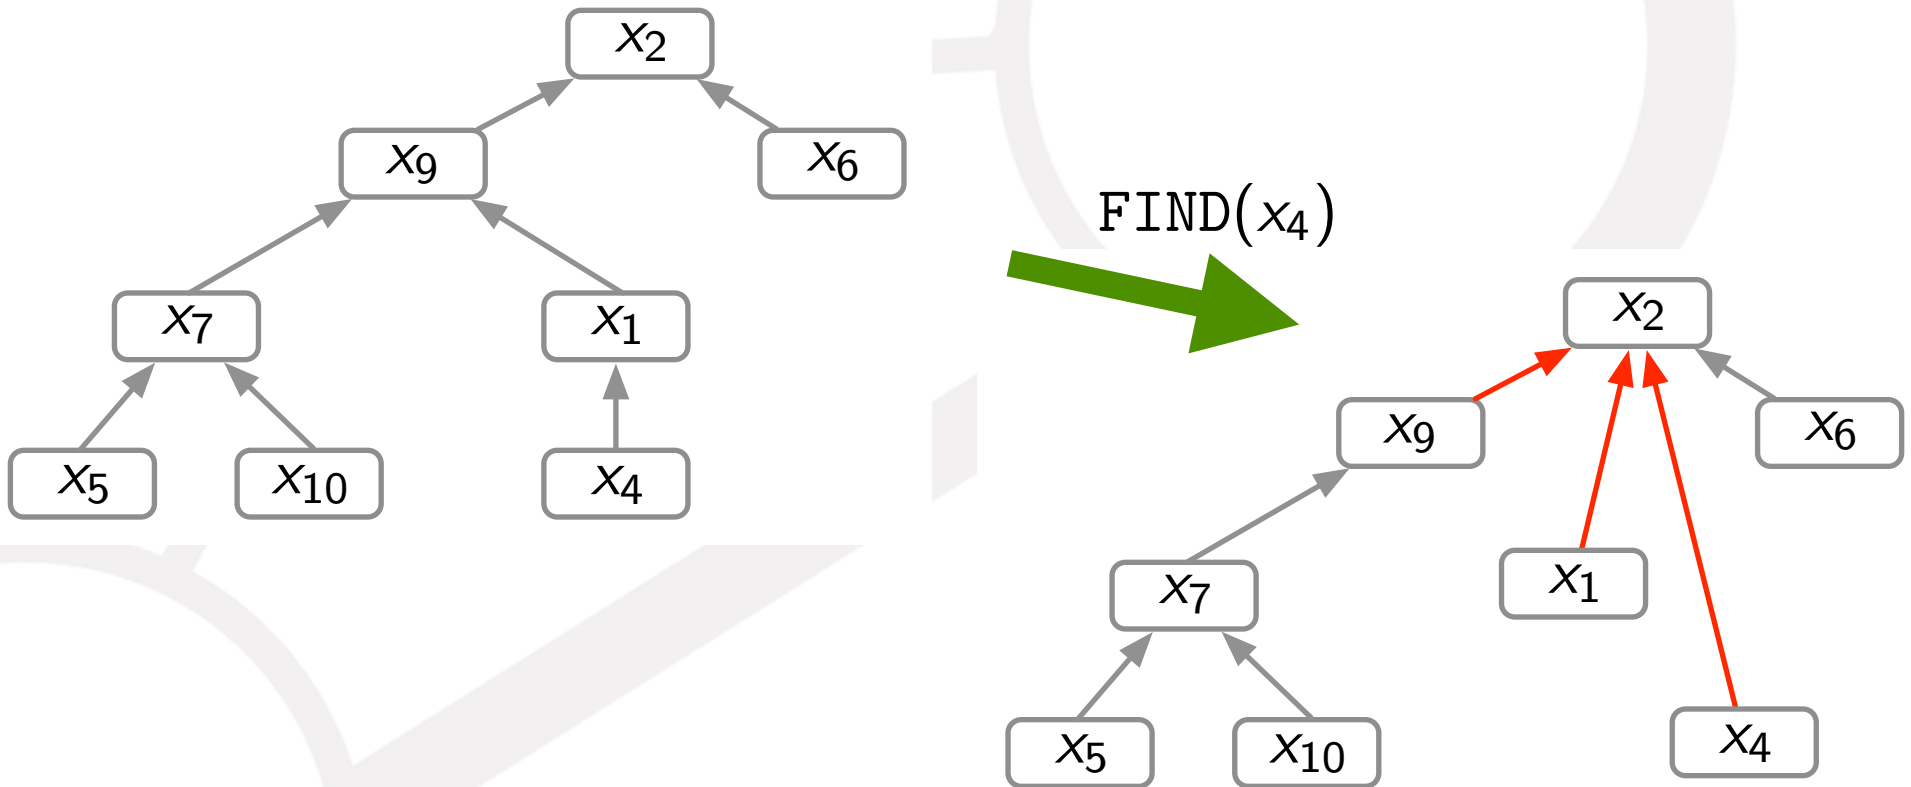 x₂
x₉ x₆
x₇ x₁
x₅ x₁₀ x₄
FIND(x₄)
x₂
x₉ x₆
x₇ x₁
x₅ x₁₀ x₄